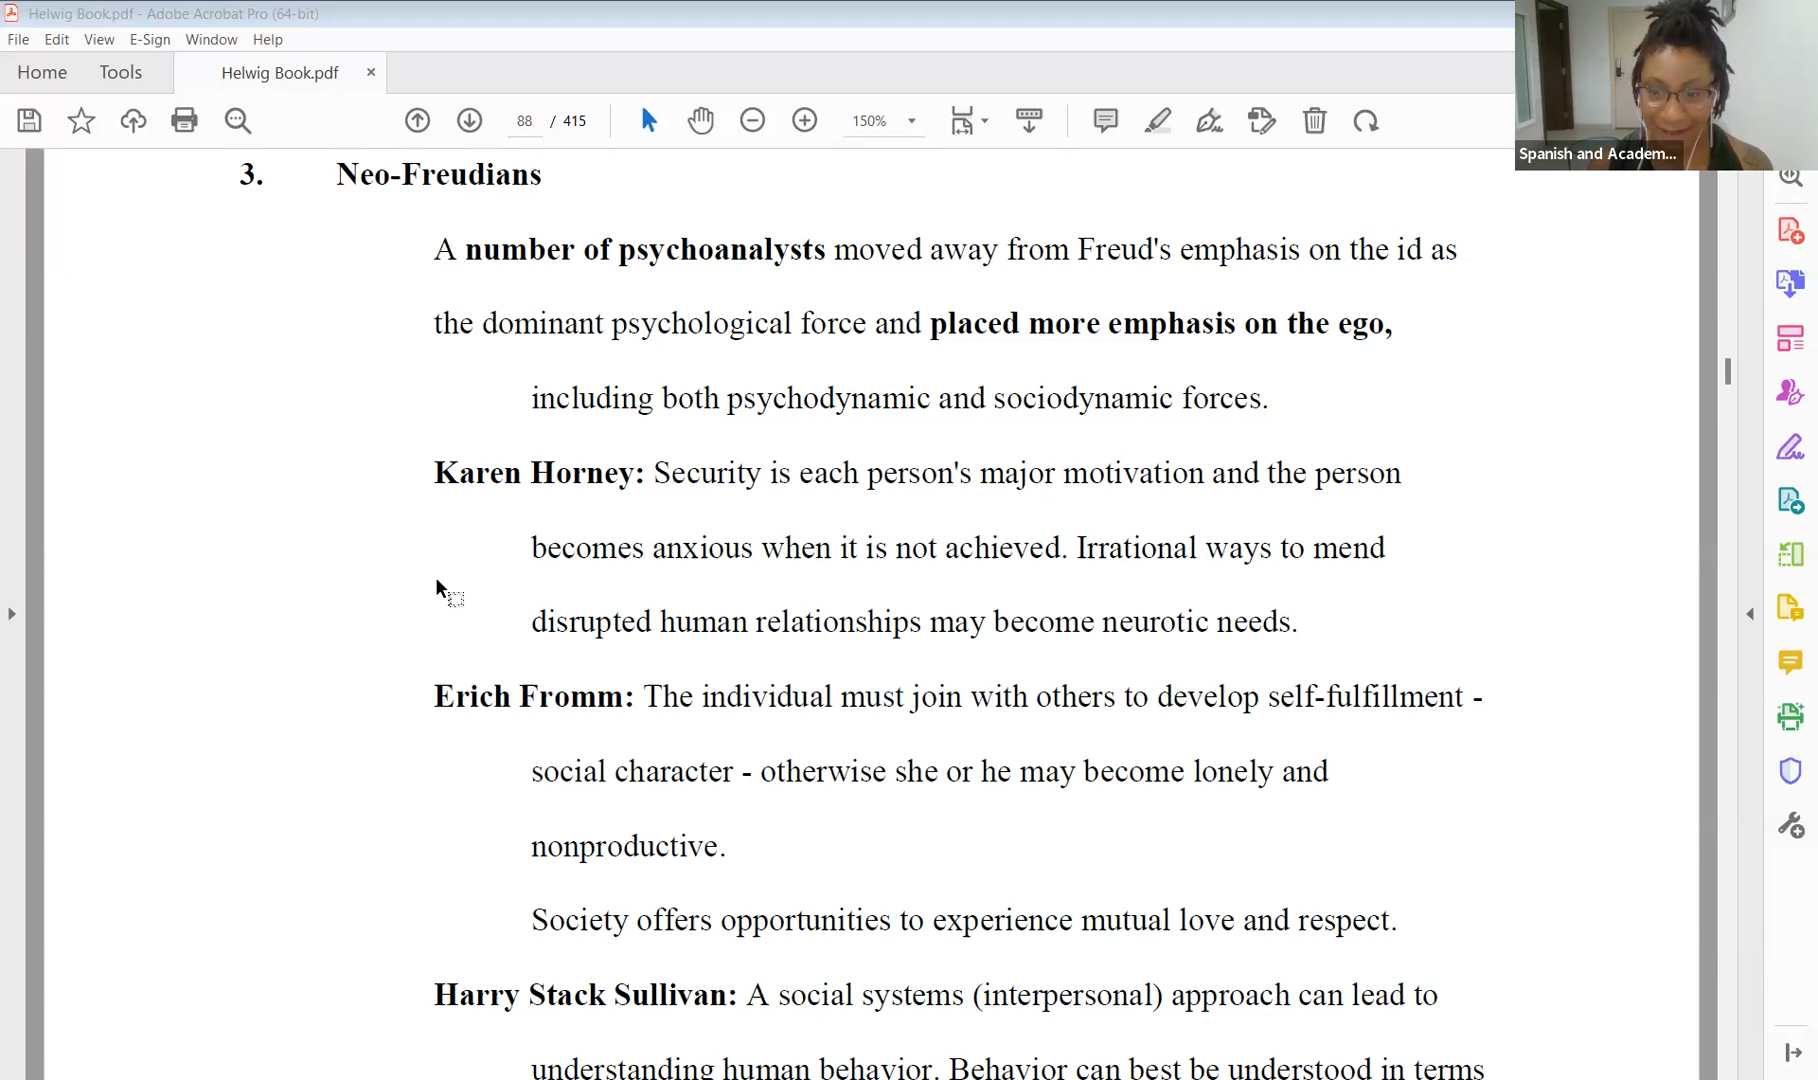 Helwig Book.pdf - Adobe Acrobat Pro (64-bit)
File Edit View E-Sign Window Help
Home Tools Helwig Book.pdf ×
88 / 415 150%
Spanish and Academ...
3. Neo-Freudians
A number of psychoanalysts moved away from Freud's emphasis on the id as
the dominant psychological force and placed more emphasis on the ego,
including both psychodynamic and sociodynamic forces.
Karen Horney: Security is each person's major motivation and the person
becomes anxious when it is not achieved. Irrational ways to mend
disrupted human relationships may become neurotic needs.
Erich Fromm: The individual must join with others to develop self-fulfillment -
social character - otherwise she or he may become lonely and
nonproductive.
Society offers opportunities to experience mutual love and respect.
Harry Stack Sullivan: A social systems (interpersonal) approach can lead to
understanding human behavior. Behavior can best be understood in terms